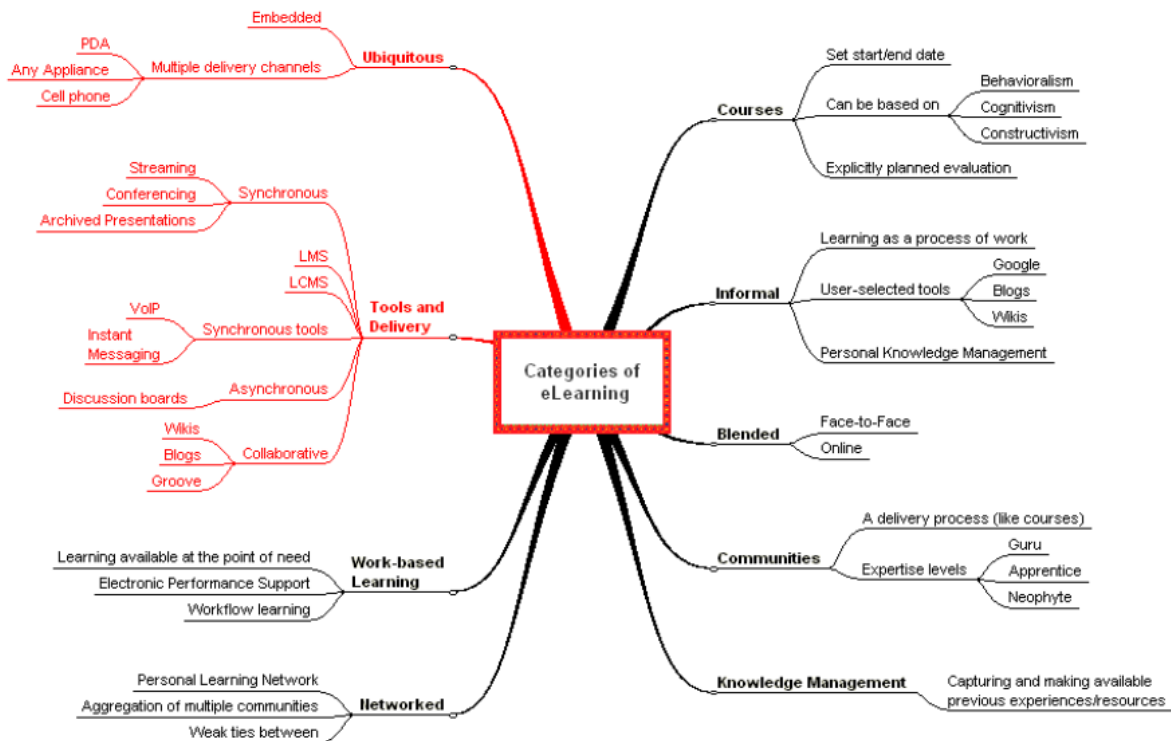 Embedded
Ubiquitous
PDA
Any Appliance
Cell phone
Multiple delivery channels
Streaming
Conferencing
Archived Presentations
Synchronous
LMS
LCMS
Tools and
Delivery
VoIP
Instant
Messaging
Synchronous tools
Discussion boards
Asynchronous
Wikis
Blogs
Groove
Collaborative
Learning available at the point of need
Electronic Performance Support
Workflow learning
Work-based
Learning
Personal Learning Network
Aggregation of multiple communities
Weak ties between
Networked
Categories of
eLearning
Courses
Set start/end date
Can be based on
Behavioralism
Cognitivism
Constructivism
Explicitly planned evaluation
Informal
Learning as a process of work
User-selected tools
Google
Blogs
Wikis
Personal Knowledge Management
Blended
Face-to-Face
Online
Communities
A delivery process (like courses)
Expertise levels
Guru
Apprentice
Neophyte
Knowledge Management
Capturing and making available
previous experiences/resources